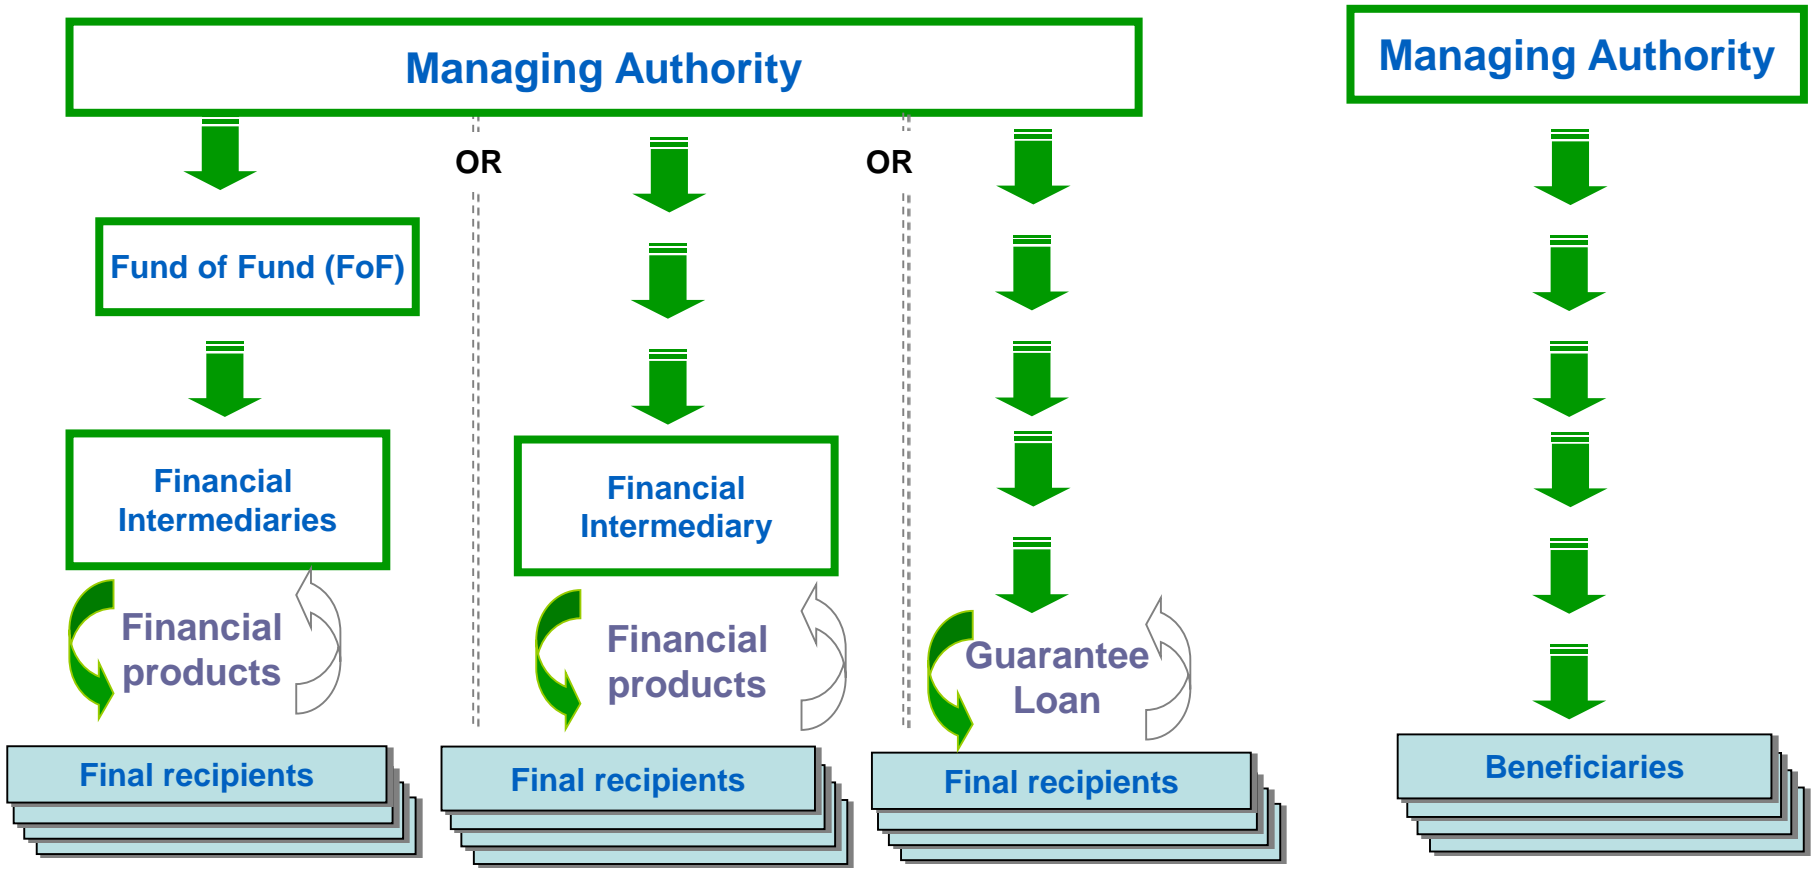 Managing Authority
Managing Authority
OR
OR
Fund of Fund (FoF)
Financial
Intermediaries
Financial
Intermediary
Financial
products
Financial
products
Guarantee
Loan
Final recipients
Final recipients
Final recipients
Beneficiaries